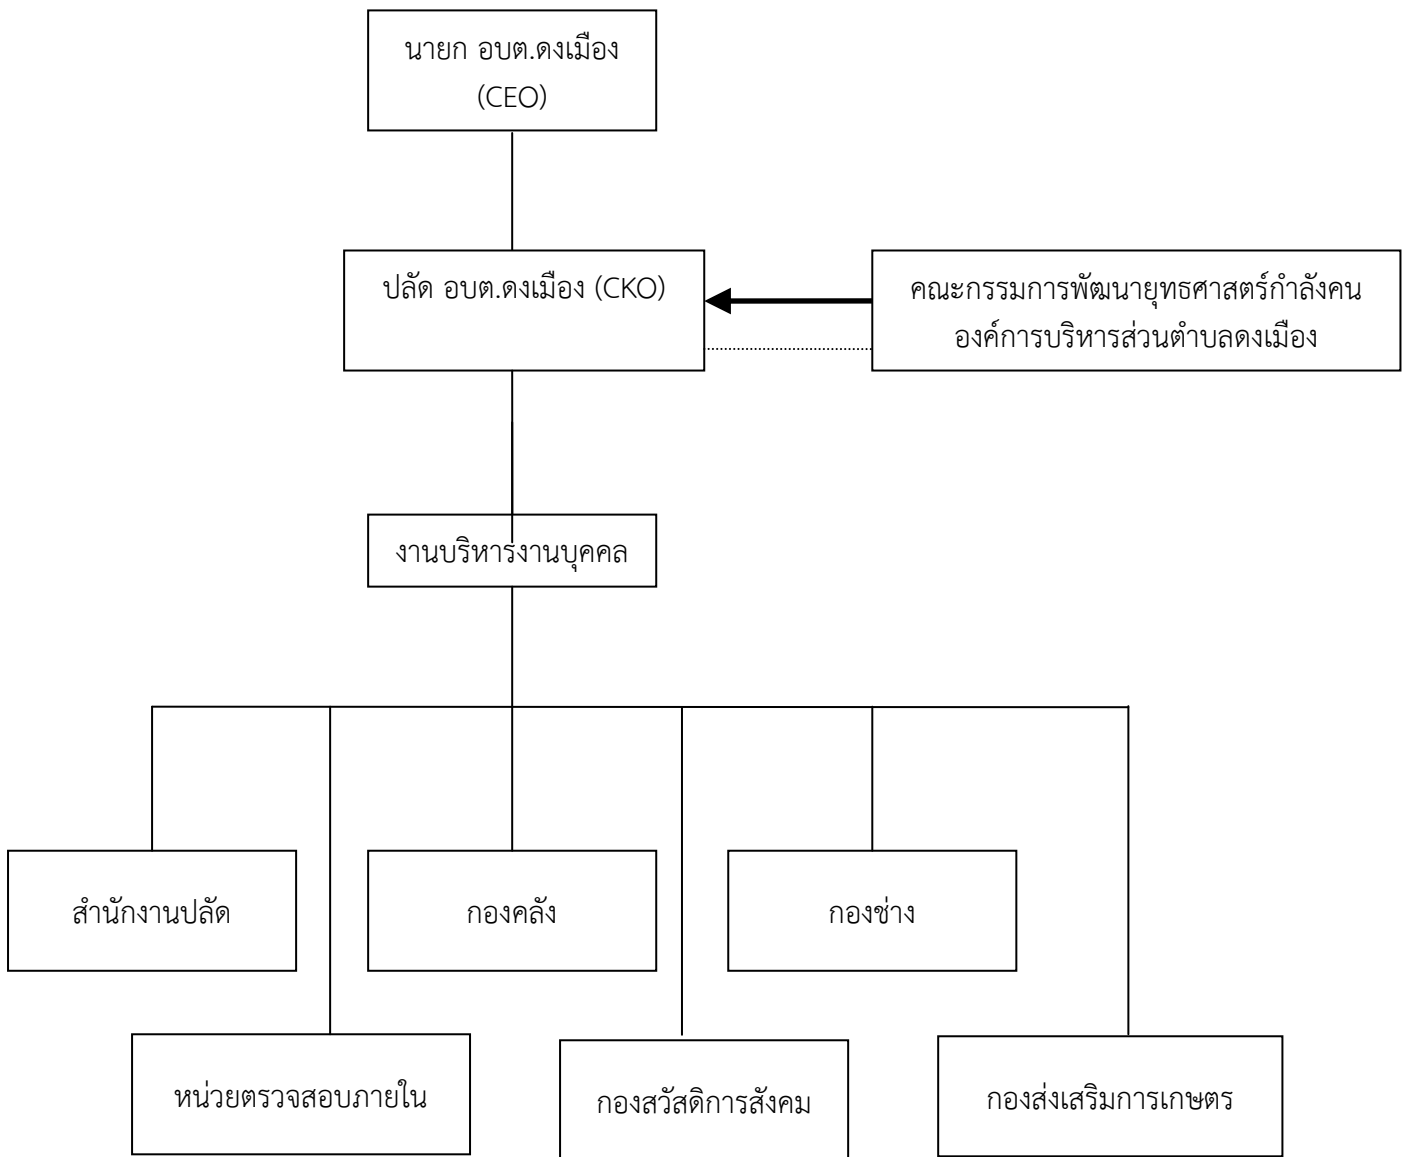 นายก อบต.ดงเมือง
(CEO)
ปลัด อบต.ดงเมือง (CKO)
คณะกรรมการพัฒนายุทธศาสตร์กำลังคน
องค์การบริหารส่วนตำบลดงเมือง
งานบริหารงานบุคคล
สำนักงานปลัด
กองคลัง
กองช่าง
หน่วยตรวจสอบภายใน
กองสวัสดิการสังคม
กองส่งเสริมการเกษตร